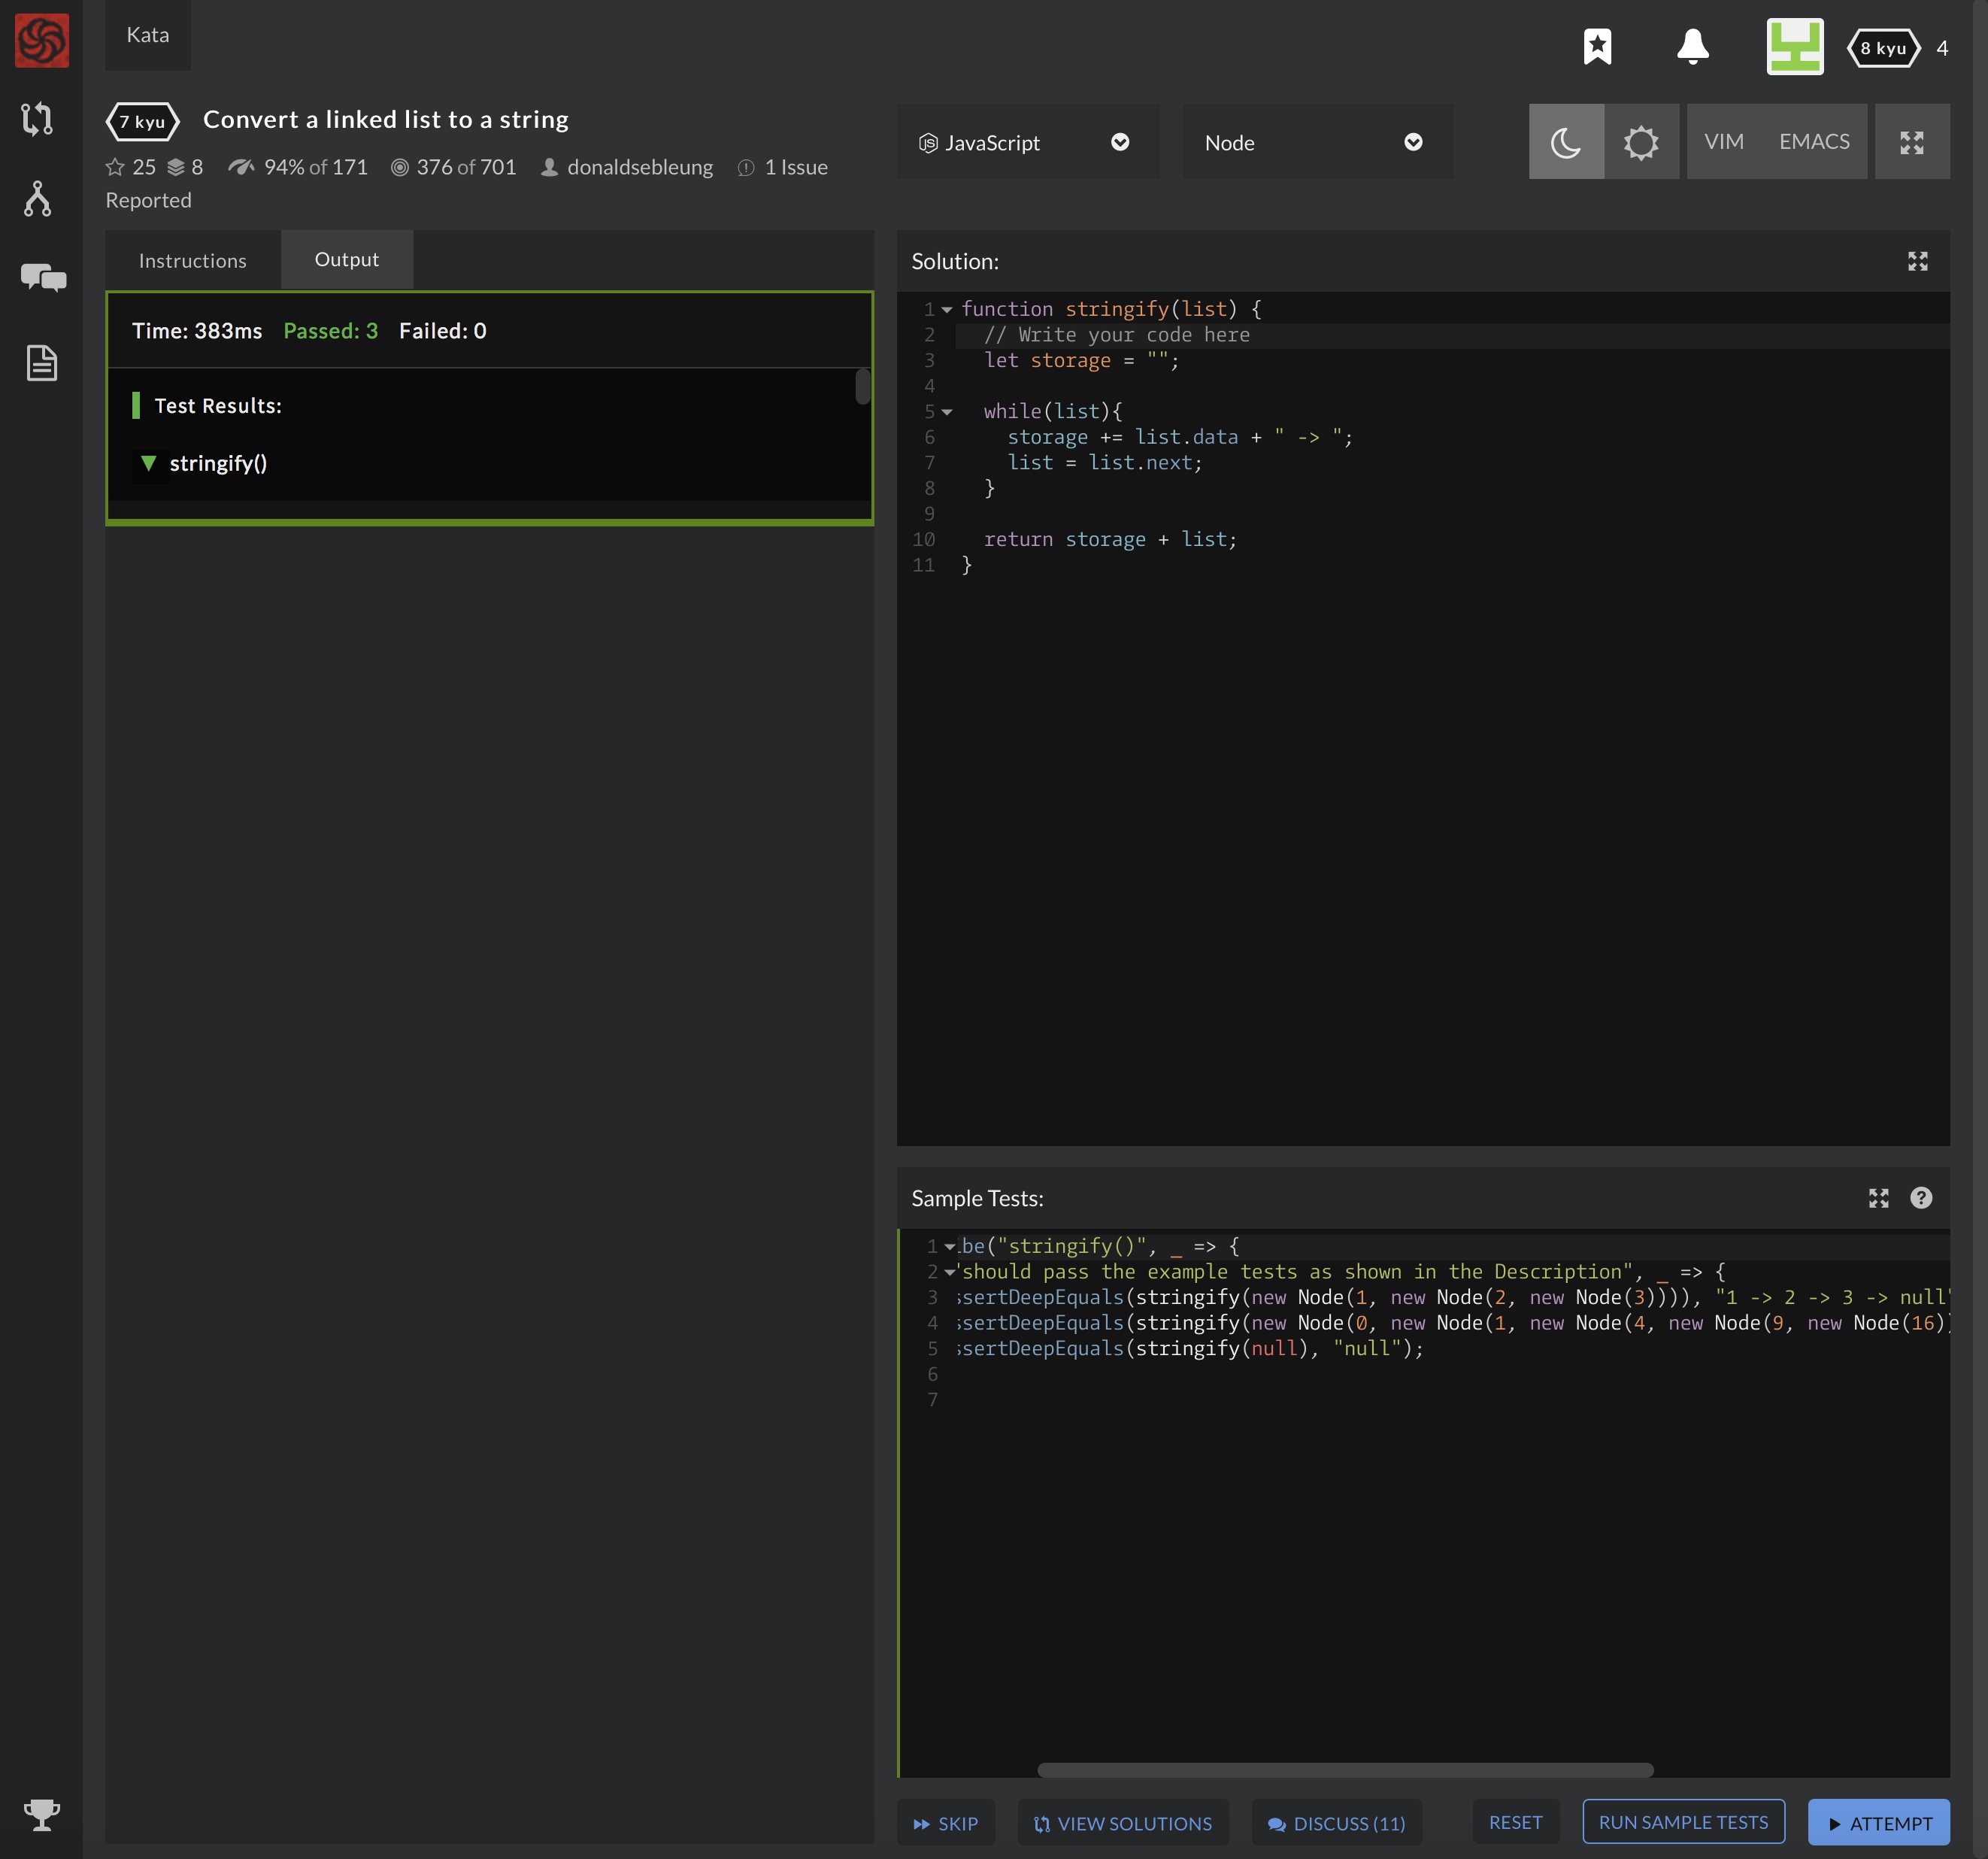 Kata
8 kyu 4
7 kyu Convert a linked list to a string
25 8 94% of 171 376 of 701 donaldsebleung 1 Issue
Reported
JavaScript
Node
VIM EMACS
Instructions Output
Time: 383ms Passed: 3 Failed: 0
Test Results:
stringify()
Solution:
1 function stringify(list) {
2 // Write your code here
3 let storage = "";
4
5 while(list){
6 storage += list.data + " -> ";
7 list = list.next;
8 }
9
10 return storage + list;
11 }
Sample Tests:
1 be("stringify()", _ => {
2 "should pass the example tests as shown in the Description", _ => {
3 ssertDeepEquals(stringify(new Node(1, new Node(2, new Node(3)))), "1 -> 2 -> 3 -> null"
4 ssertDeepEquals(stringify(new Node(0, new Node(1, new Node(4, new Node(9, new Node(16)
5 ssertDeepEquals(stringify(null), "null");
6
7
SKIP VIEW SOLUTIONS DISCUSS (11) RESET RUN SAMPLE TESTS ATTEMPT